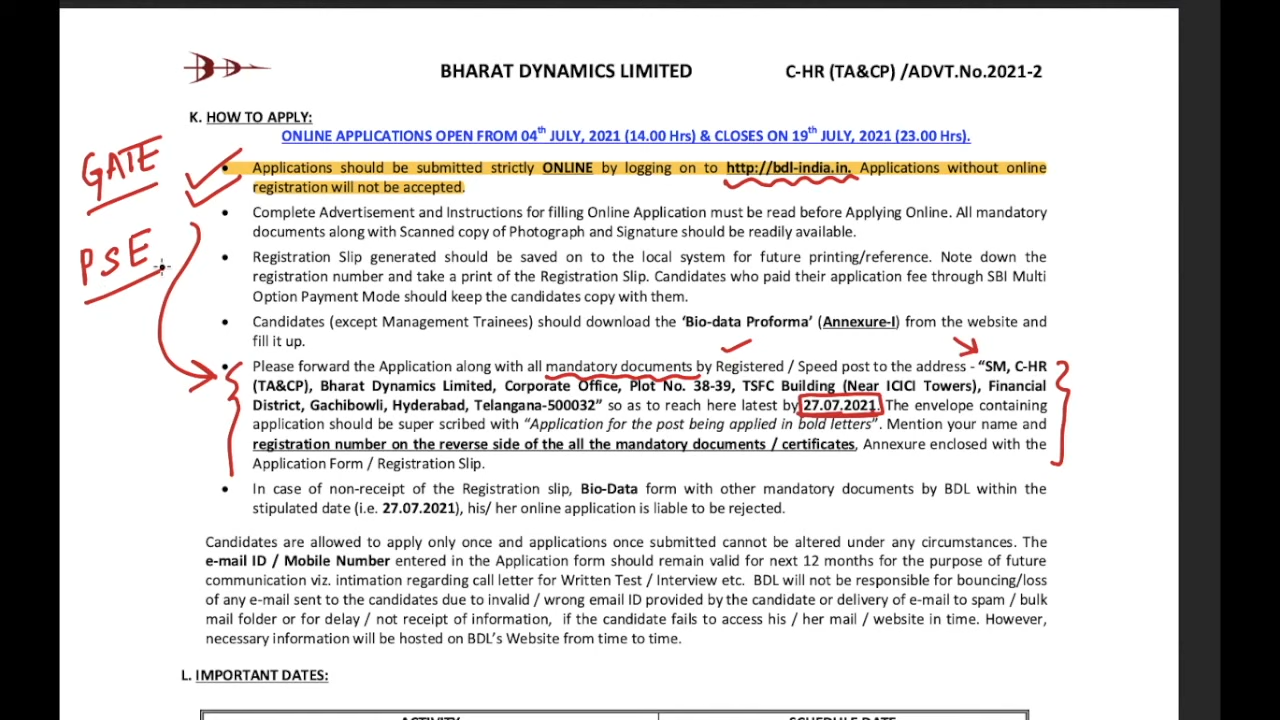 BHARAT DYNAMICS LIMITED C-HR (TA&CP) /ADVT.No.2021-2
K. HOW TO APPLY:
ONLINE APPLICATIONS OPEN FROM 04th JULY, 2021 (14.00 Hrs) & CLOSES ON 19th JULY, 2021 (23.00 Hrs).
GATE
PSE
• Applications should be submitted strictly ONLINE by logging on to http://bdl-india.in. Applications without online
registration will not be accepted.
• Complete Advertisement and Instructions for filling Online Application must be read before Applying Online. All mandatory
documents along with Scanned copy of Photograph and Signature should be readily available.
• Registration Slip generated should be saved on to the local system for future printing/reference. Note down the
registration number and take a print of the Registration Slip. Candidates who paid their application fee through SBI Multi
Option Payment Mode should keep the candidates copy with them.
• Candidates (except Management Trainees) should download the ‘Bio-data Proforma’ (Annexure-I) from the website and
fill it up.
• Please forward the Application along with all mandatory documents by Registered / Speed post to the address - “SM, C-HR
(TA&CP), Bharat Dynamics Limited, Corporate Office, Plot No. 38-39, TSFC Building (Near ICICI Towers), Financial
District, Gachibowli, Hyderabad, Telangana-500032” so as to reach here latest by 27.07.2021. The envelope containing
application should be super scribed with “Application for the post being applied in bold letters”. Mention your name and
registration number on the reverse side of the all the mandatory documents / certificates, Annexure enclosed with the
Application Form / Registration Slip.
• In case of non-receipt of the Registration slip, Bio-Data form with other mandatory documents by BDL within the
stipulated date (i.e. 27.07.2021), his/ her online application is liable to be rejected.
Candidates are allowed to apply only once and applications once submitted cannot be altered under any circumstances. The
e-mail ID / Mobile Number entered in the Application form should remain valid for next 12 months for the purpose of future
communication viz. intimation regarding call letter for Written Test / Interview etc. BDL will not be responsible for bouncing/loss
of any e-mail sent to the candidates due to invalid / wrong email ID provided by the candidate or delivery of e-mail to spam / bulk
mail folder or for delay / not receipt of information, if the candidate fails to access his / her mail / website in time. However,
necessary information will be hosted on BDL’s Website from time to time.
L. IMPORTANT DATES:
ACTIVITY SCHEDULE DATE